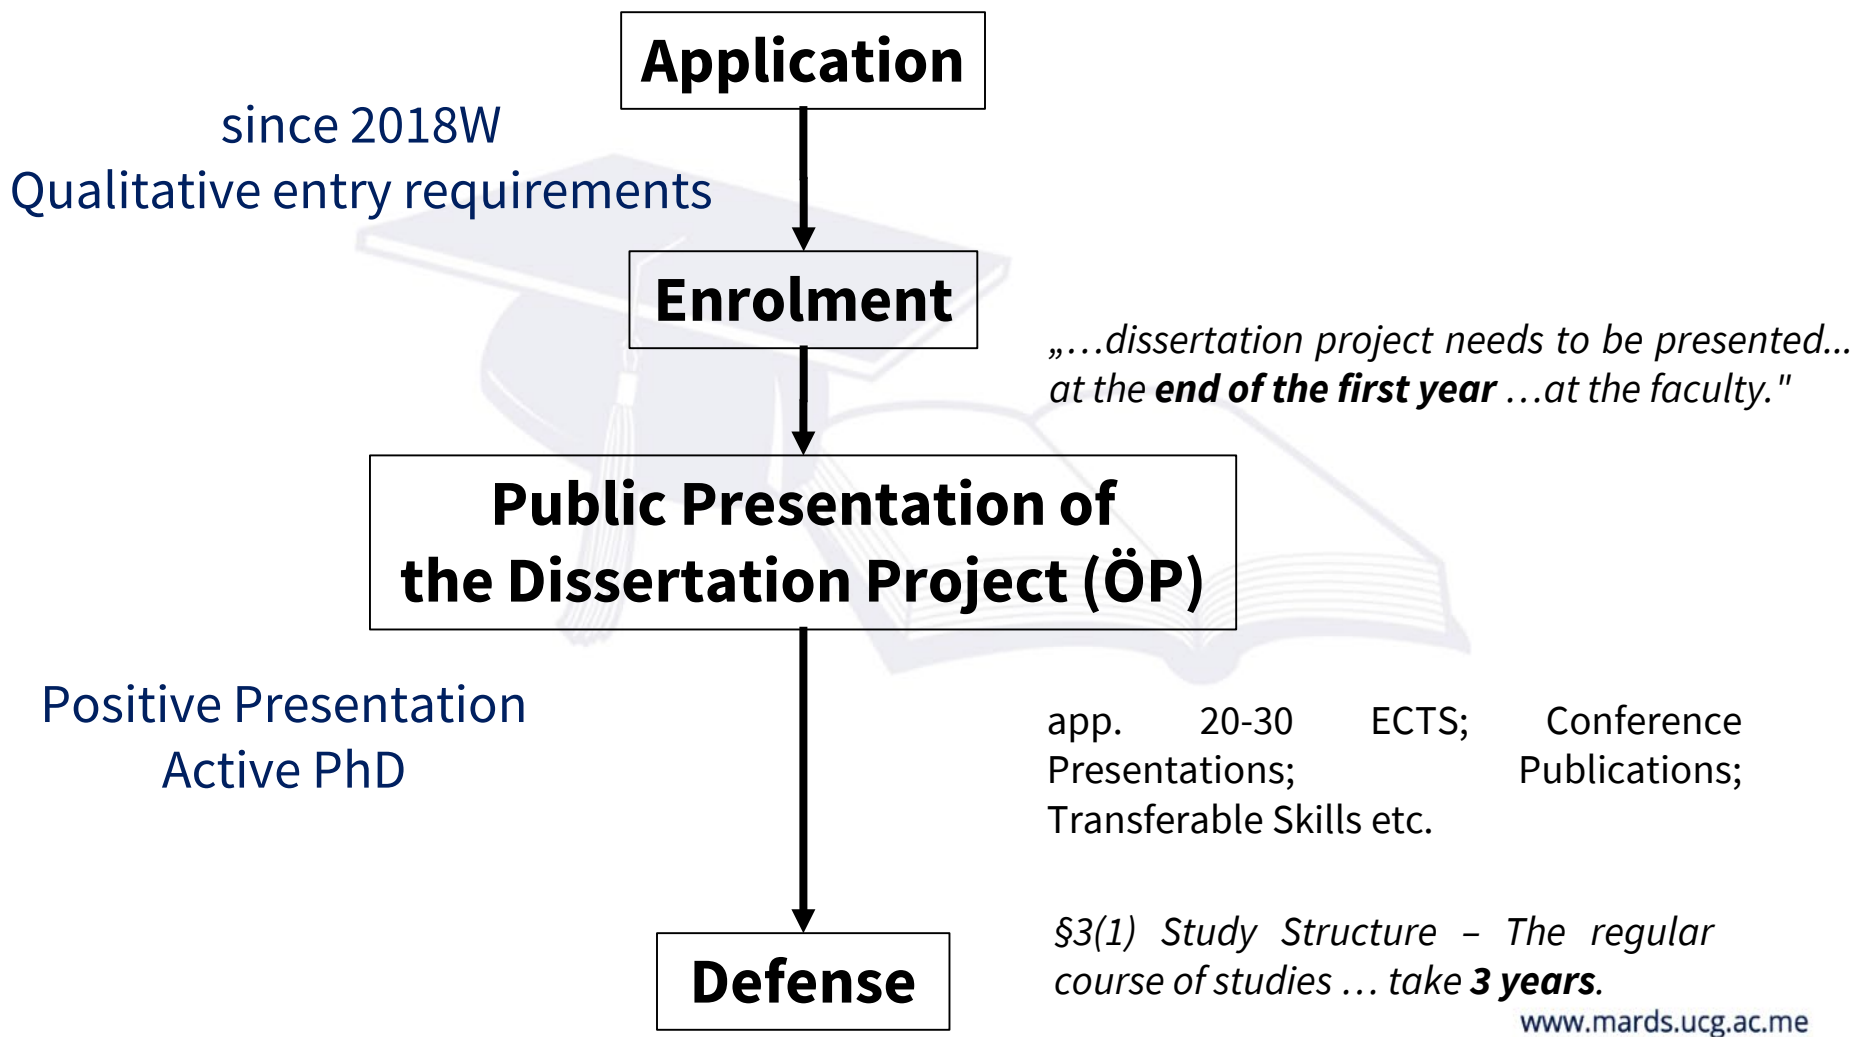 Application
since 2018W
Qualitative entry requirements
Enrolment
„…dissertation project needs to be presented...
at the end of the first year …at the faculty."
Public Presentation of
the Dissertation Project (ÖP)
Positive Presentation
Active PhD
app. 20-30 ECTS; Conference
Presentations; Publications;
Transferable Skills etc.
§3(1) Study Structure – The regular
course of studies … take 3 years.
Defense
www.mards.ucg.ac.me